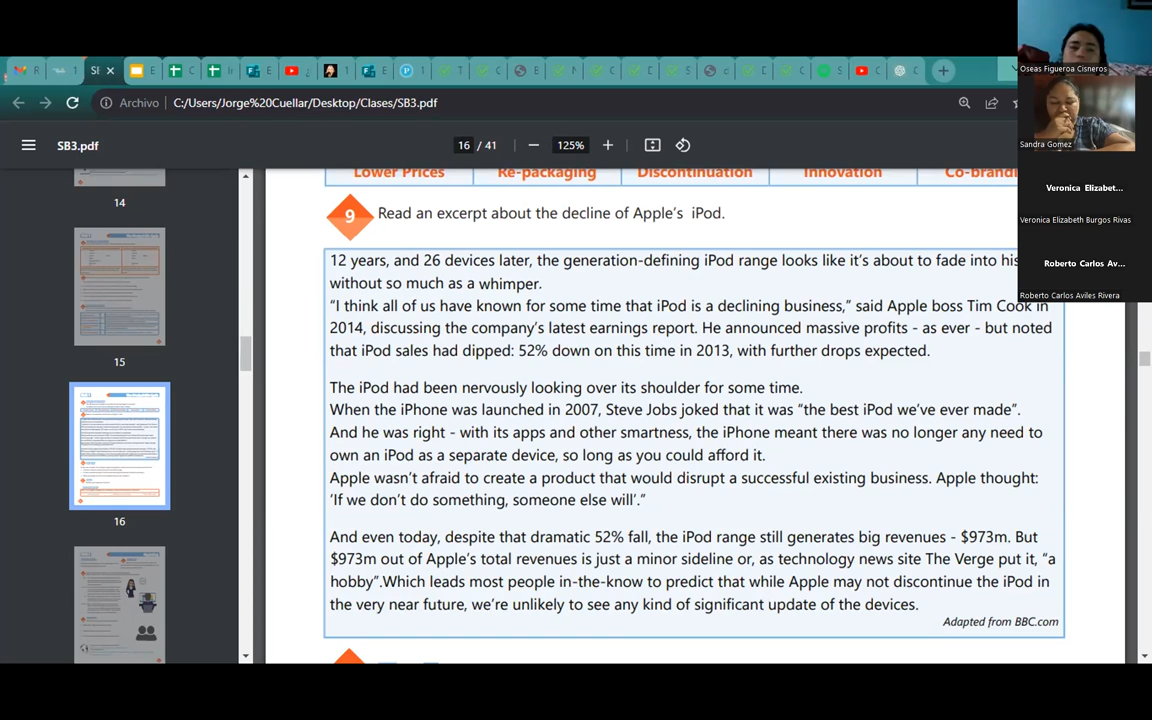 Oseas Figueroa Cisneros
Sandra Gomez
Veronica Elizabet...
Veronica Elizabeth Burgos Rivas
Roberto Carlos Av...
Roberto Carlos Aviles Rivera
Archivo C:/Users/Jorge%20Cuellar/Desktop/Clases/SB3.pdf
SB3.pdf
16 / 41
125%
14
15
16
Lower Prices Re-packaging Discontinuation Innovation Co-brandi
9 Read an excerpt about the decline of Apple's iPod.
12 years, and 26 devices later, the generation-defining iPod range looks like it's about to fade into his
without so much as a whimper.
“I think all of us have known for some time that iPod is a declining business,” said Apple boss Tim Cook in
2014, discussing the company's latest earnings report. He announced massive profits - as ever - but noted
that iPod sales had dipped: 52% down on this time in 2013, with further drops expected.
The iPod had been nervously looking over its shoulder for some time.
When the iPhone was launched in 2007, Steve Jobs joked that it was “the best iPod we've ever made”.
And he was right - with its apps and other smartness, the iPhone meant there was no longer any need to
own an iPod as a separate device, so long as you could afford it.
Apple wasn't afraid to create a product that would disrupt a successful existing business. Apple thought:
‘If we don't do something, someone else will’.”
And even today, despite that dramatic 52% fall, the iPod range still generates big revenues - $973m. But
$973m out of Apple's total revenues is just a minor sideline or, as technology news site The Verge put it, “a
hobby”.Which leads most people in-the-know to predict that while Apple may not discontinue the iPod in
the very near future, we're unlikely to see any kind of significant update of the devices.
Adapted from BBC.com